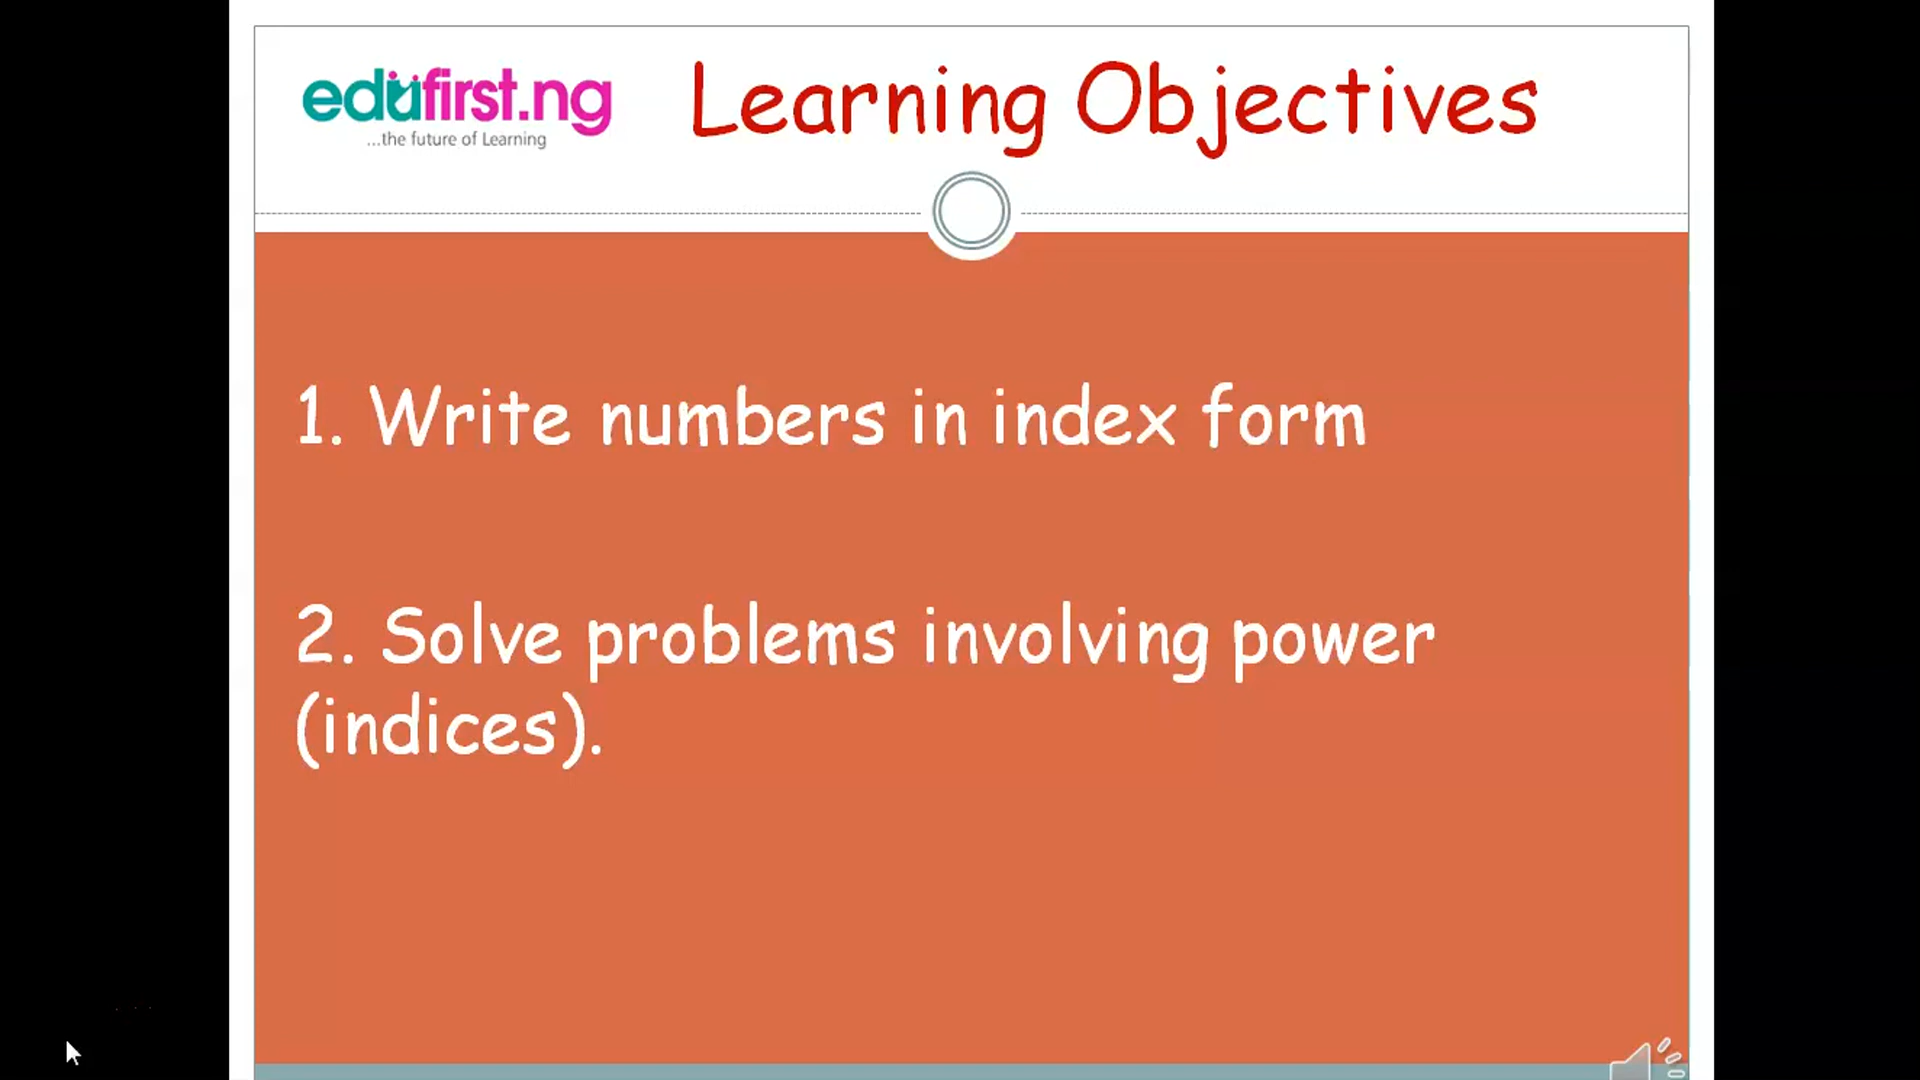 edufirst.ng
...the future of Learning
Learning Objectives
1. Write numbers in index form
2. Solve problems involving power
(indices).